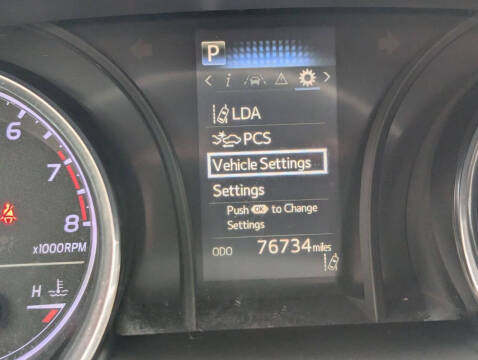 P
i
LDA
PCS
Vehicle Settings
Settings
Push OK to Change
Settings
ODO 76734 miles
6
7
8
x1000RPM
H